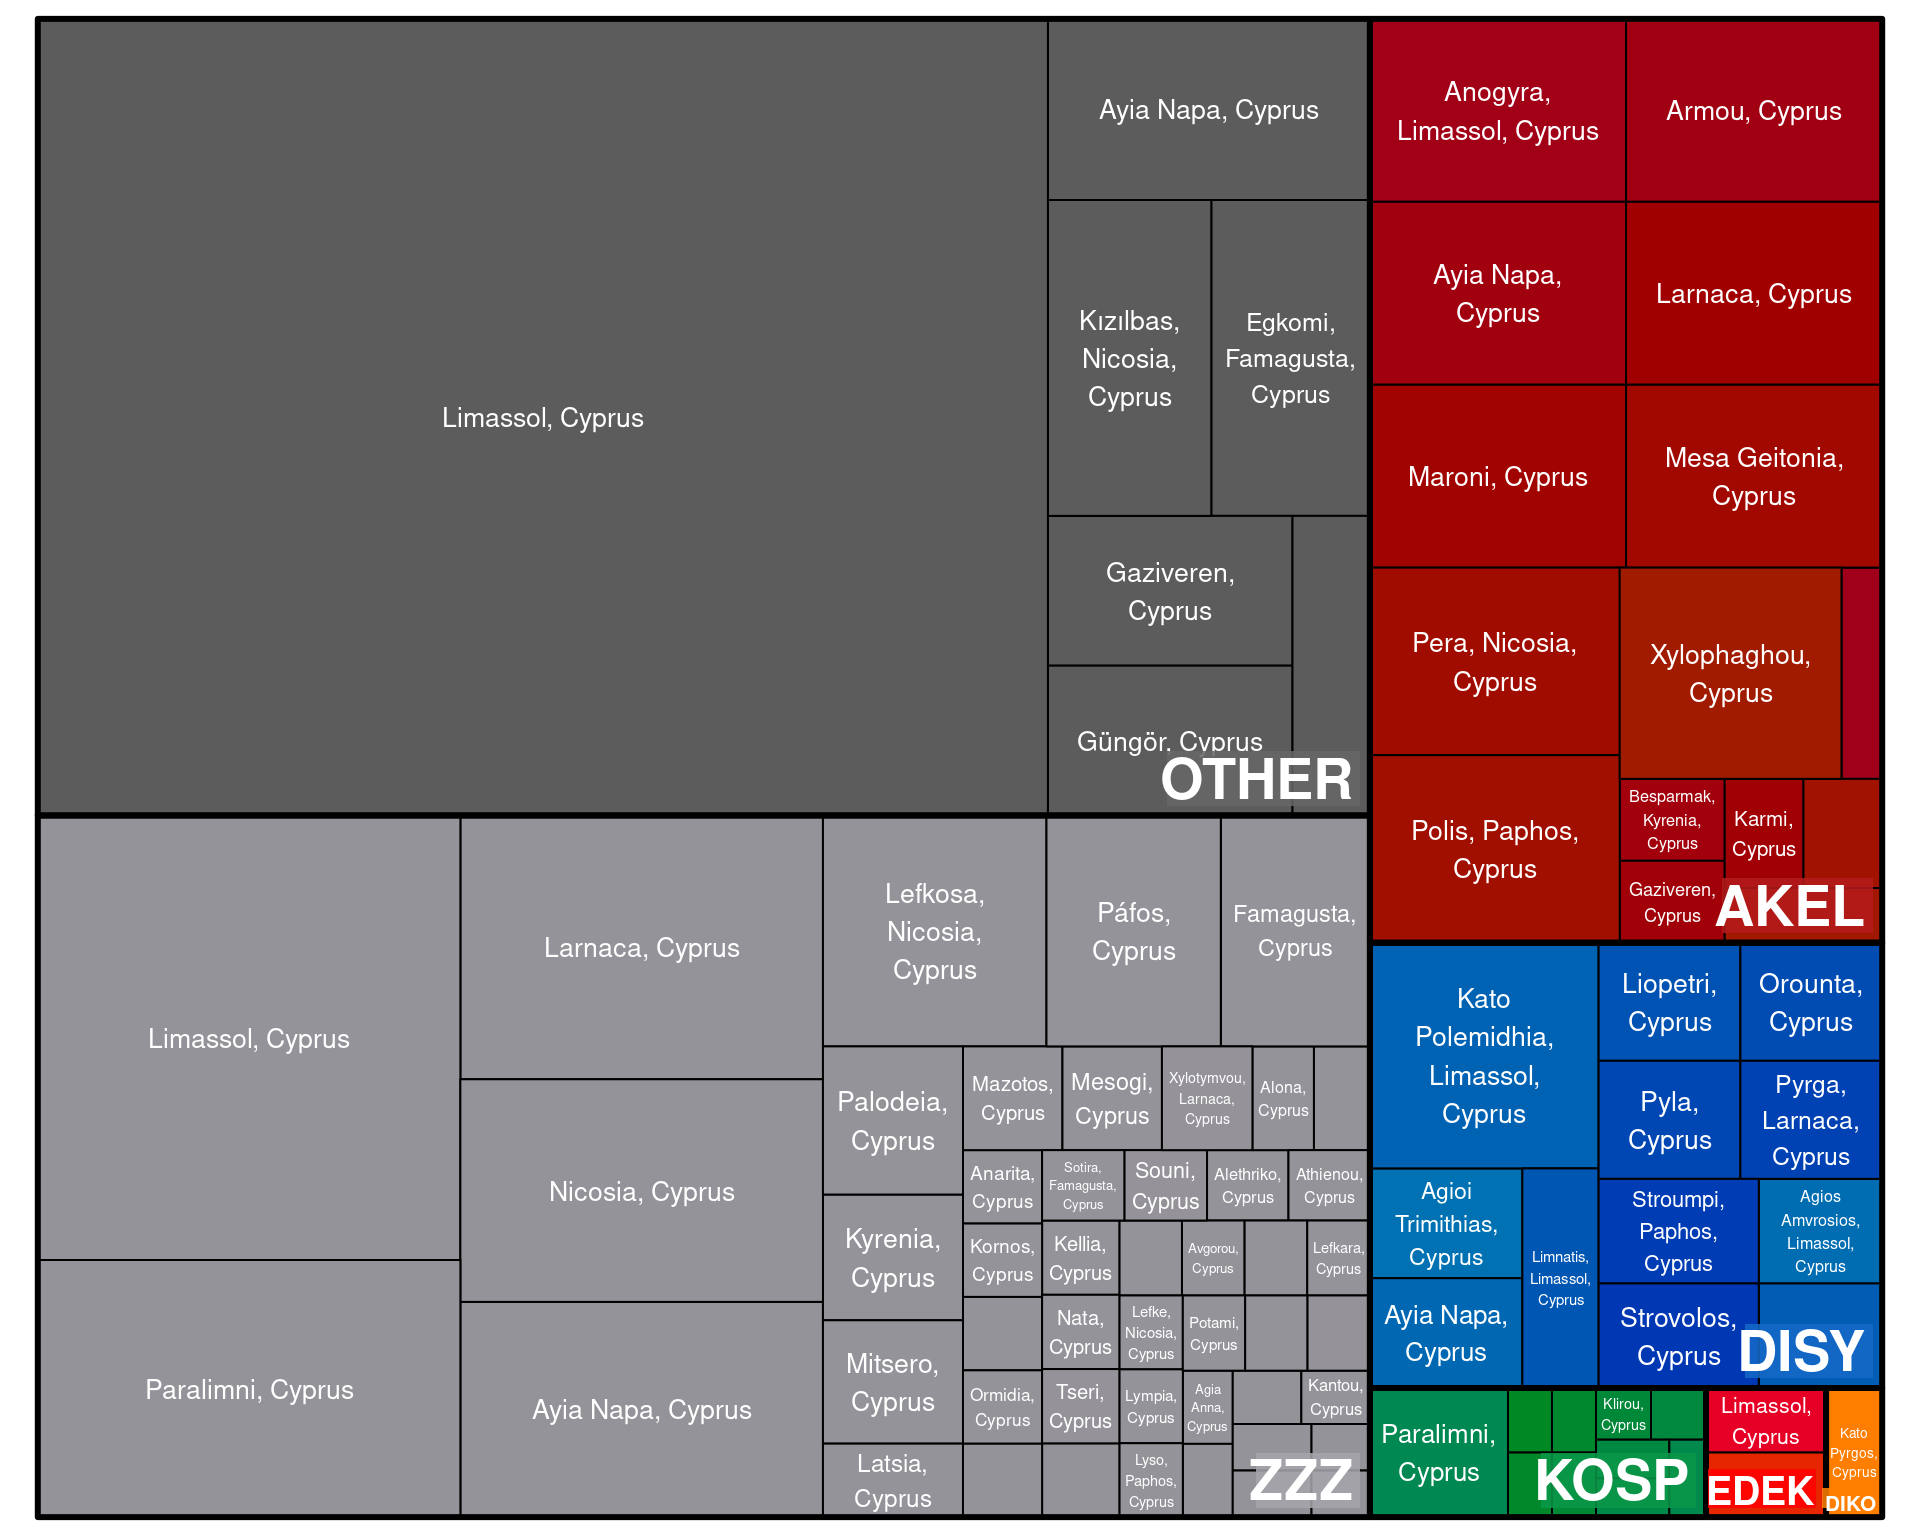 Limassol, Cyprus
Ayia Napa, Cyprus
Kızılbas,
Nicosia,
Cyprus
Egkomi,
Famagusta,
Cyprus
Gaziveren,
Cyprus
Güngör, Cyprus
OTHER
Anogyra,
Limassol, Cyprus
Armou, Cyprus
Ayia Napa,
Cyprus
Larnaca, Cyprus
Maroni, Cyprus
Mesa Geitonia,
Cyprus
Pera, Nicosia,
Cyprus
Xylophaghou,
Cyprus
Polis, Paphos,
Cyprus
Besparmak,
Kyrenia,
Cyprus
Karmi,
Cyprus
Gaziveren,
Cyprus
AKEL
Limassol, Cyprus
Paralimni, Cyprus
Larnaca, Cyprus
Nicosia, Cyprus
Ayia Napa, Cyprus
Lefkosa,
Nicosia,
Cyprus
Páfos,
Cyprus
Famagusta,
Cyprus
Palodeia,
Cyprus
Kyrenia,
Cyprus
Mitsero,
Cyprus
Latsia,
Cyprus
Mazotos,
Cyprus
Mesogi,
Cyprus
Xylotymvou,
Larnaca,
Cyprus
Alona,
Cyprus
Anarita,
Cyprus
Sotira,
Famagusta,
Cyprus
Souni,
Cyprus
Alethriko,
Cyprus
Athienou,
Cyprus
Kornos,
Cyprus
Kellia,
Cyprus
Avgorou,
Cyprus
Lefkara,
Cyprus
Nata,
Cyprus
Lefke,
Nicosia,
Cyprus
Potami,
Cyprus
Ormidia,
Cyprus
Tseri,
Cyprus
Lympia,
Cyprus
Agia
Anna,
Cyprus
Kantou,
Cyprus
Lyso,
Paphos,
Cyprus
ZZZ
Kato
Polemidhia,
Limassol,
Cyprus
Liopetri,
Cyprus
Orounta,
Cyprus
Pyla,
Cyprus
Pyrga,
Larnaca,
Cyprus
Agioi
Trimithias,
Cyprus
Limnatis,
Limassol,
Cyprus
Stroumpi,
Paphos,
Cyprus
Agios
Amvrosios,
Limassol,
Cyprus
Ayia Napa,
Cyprus
Strovolos,
Cyprus
DISY
Paralimni,
Cyprus
Klirou,
Cyprus
KOSP
Limassol,
Cyprus
EDEK
Kato
Pyrgos,
Cyprus
DIKO